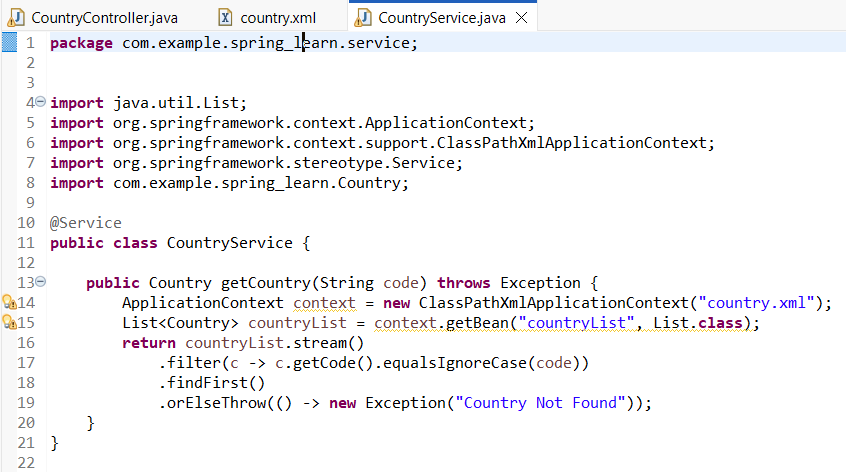 CountryController.java country.xml CountryService.java
1 package com.example.spring_learn.service;
2
3
4 import java.util.List;
5 import org.springframework.context.ApplicationContext;
6 import org.springframework.context.support.ClassPathXmlApplicationContext;
7 import org.springframework.stereotype.Service;
8 import com.example.spring_learn.Country;
9
10 @Service
11 public class CountryService {
12
13     public Country getCountry(String code) throws Exception {
14         ApplicationContext context = new ClassPathXmlApplicationContext("country.xml");
15         List<Country> countryList = context.getBean("countryList", List.class);
16         return countryList.stream()
17             .filter(c -> c.getCode().equalsIgnoreCase(code))
18             .findFirst()
19             .orElseThrow(() -> new Exception("Country Not Found"));
20     }
21 }
22